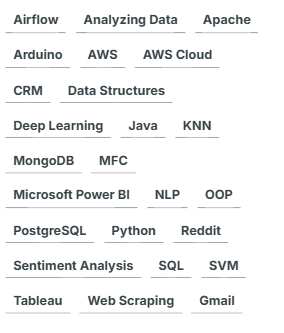 Airflow Analyzing Data Apache
Arduino AWS AWS Cloud
CRM Data Structures
Deep Learning Java KNN
MongoDB MFC
Microsoft Power BI NLP OOP
PostgreSQL Python Reddit
Sentiment Analysis SQL SVM
Tableau Web Scraping Gmail